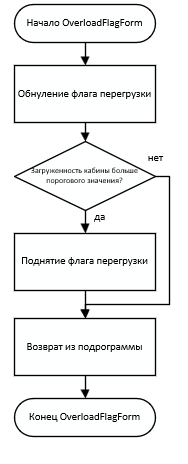 Начало OverloadFlagForm
Обнуление флага перегрузки
Загруженность кабины больше
порогового значения?
нет
да
Поднятие флага перегрузки
Возврат из подрограммы
Конец OverloadFlagForm